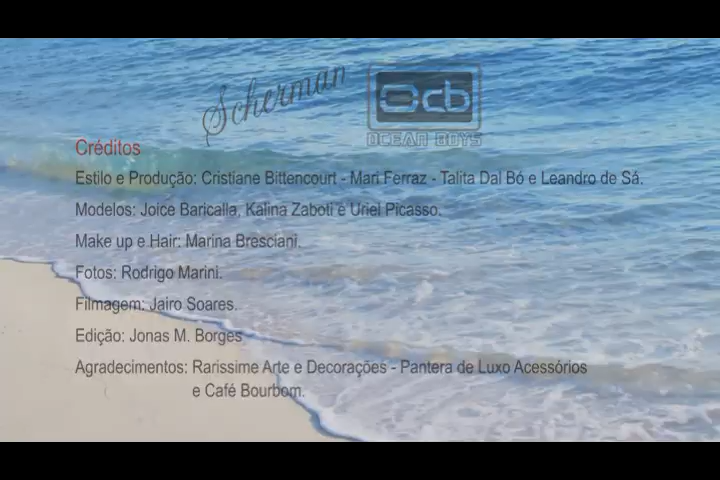 Scherman
Ocb
OCEAN BOYS
Créditos
Estilo e Produção: Cristiane Bittencourt - Mari Ferraz - Talita Dal Bó e Leandro de Sá.
Modelos: Joice Baricalla, Kalina Zaboti e Uriel Picasso.
Make up e Hair: Marina Bresciani.
Fotos: Rodrigo Marini.
Filmagem: Jairo Soares.
Edição: Jonas M. Borges
Agradecimentos: Rarissime Arte e Decorações - Pantera de Luxo Acessórios
e Café Bourbom.